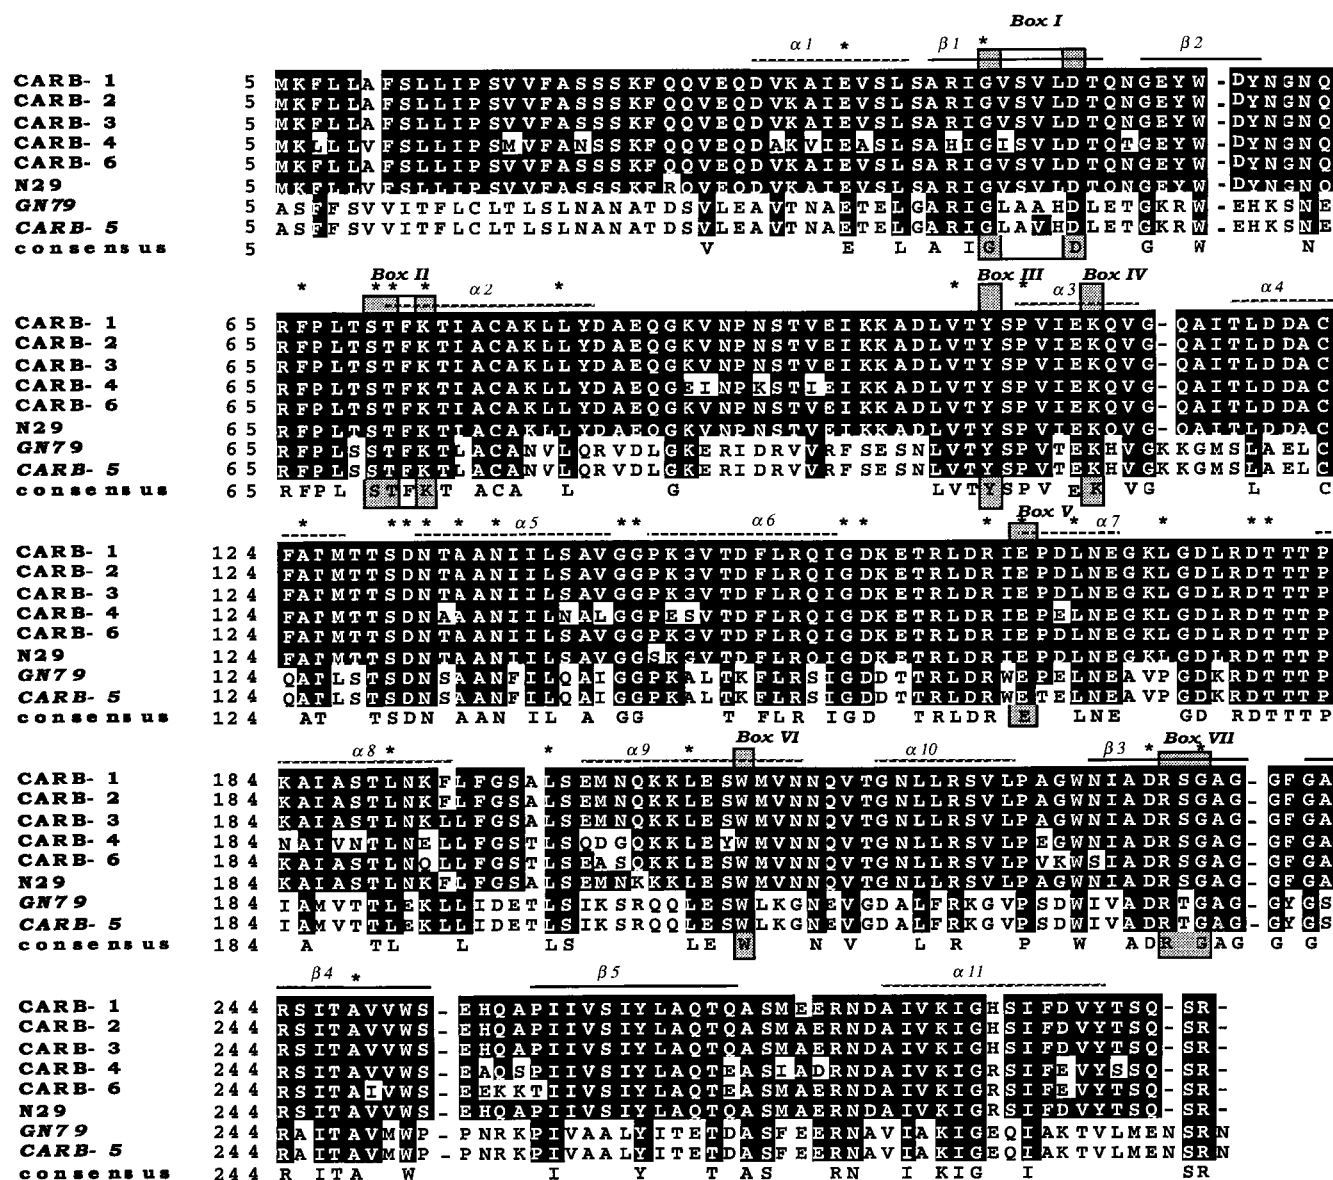 Box I
α1 * β1 * β2
CARB-1 5 MKFLLAFSLLIPSVVFASSSKFQQVEQDVKAIEVSLSARIGVSVLDTQNGEYW-DYNGNQ
CARB-2 5 MKFLLAFSLLIPSVVFASSSKFQQVEQDVKAIEVSLSARIGVSVLDTQNGEYW-DYNGNQ
CARB-3 5 MKFLLAFSLLIPSVVFASSSKFQQVEQDVKAIEVSLSARIGVSVLDTQNGEYW-DYNGNQ
CARB-4 5 MKLLLVFSLLIPSMVFANSSKFQQVEQDAKVIEASLSAHIGISVLDTQTGEYW-DYNGNQ
CARB-6 5 MKFLLAFSLLIPSVVFASSSKFQQVEQDVKAIEVSLSARIGVSVLDTQNGEYW-DYNGNQ
N29 5 MKFLLVFSLLIPSVVFASSSKFRQVEQDVKAIEVSLSARIGVSVLDTQNGEYW-DYNGNQ
GN79 5 ASFFSVVITFLCLTLSLNANATDSVLEAVTNAETELGARIGLAAHDLETGKRW-EHKSNE
CARB-5 5 ASFFSVVITFLCLTLSLNANATDSVLEAVTNAETELGARIGLAVHDLETGKRW-EHKSNE
consensus 5 V E L A I G D G W N
Box II Box III Box IV
* * * * α2 * * * α3 α4
CARB-1 65 RFPLTSTFKTIACAKLLYDAEQGKVNPNSTVEIKKADLVTYSPVIEKQVG-QAITLDDAC
CARB-2 65 RFPLTSTFKTIACAKLLYDAEQGKVNPNSTVEIKKADLVTYSPVIEKQVG-QAITLDDAC
CARB-3 65 RFPLTSTFKTIACAKLLYDAEQGKVNPNSTVEIKKADLVTYSPVIEKQVG-QAITLDDAC
CARB-4 65 RFPLTSTFKTIACAKLLYDAEQGEINPKSTIEIKKADLVTYSPVIEKQVG-QAITLDDAC
CARB-6 65 RFPLTSTFKTIACAKLLYDAEQGKVNPNSTVEIKKADLVTYSPVIEKQVG-QAITLDDAC
N29 65 RFPLTSTFKTIACAKLLYDAEQGKVNPNSTVEIKKADLVTYSPVIEKQVG-QAITLDDAC
GN79 65 RFPLSSTFKTLACANVLQRVDLGKERIDRVVRFSESNLVTYSPVTEKHVGKKGMSLAELC
CARB-5 65 RFPLSSTFKTLACANVLQRVDLGKERIDRVVRFSESNLVTYSPVTEKHVGKKGMSLAELC
consensus 65 RFPL STFKT ACA L G LVTYSPV EK VG L C
Box V
* * * * * * α5 * * α6 * * * * * α7 * * *
CARB-1 124 FATMTTSDNTAANIILSAVGGPKGVTDFLRQIGDKETRLDRIEPDLNEGKLGDLRDTTTP
CARB-2 124 FATMTTSDNTAANIILSAVGGPKGVTDFLRQIGDKETRLDRIEPDLNEGKLGDLRDTTTP
CARB-3 124 FATMTTSDNTAANIILSAVGGPKGVTDFLRQIGDKETRLDRIEPDLNEGKLGDLRDTTTP
CARB-4 124 FATMTTSDNAAANIILNALGGPESVTDFLRQIGDKETRLDRIEPELNEGKLGDLRDTTTP
CARB-6 124 FATMTTSDNTAANIILSAVGGPKGVTDFLRQIGDKETRLDRIEPDLNEGKLGDLRDTTTP
N29 124 FATMTTSDNTAANIILSAVGGSKGVTDFLRQIGDKETRLDRIEPDLNEGKLGDLRDTTTP
GN79 124 QATLSTSDNSAANFILQAIGGPKALTKFLRSIGDDTTRLDRWEPELNEAVPGDKRDTTTP
CARB-5 124 QATLSTSDNSAANFILQAIGGPKALTKFLRSIGDDTTRLDRWETELNEAVPGDKRDTTTP
consensus 124 AT TSDN AAN IL A GG T FLR IGD TRLDR E LNE GD RDTTTP
Box VI Box VII
α8 * * α9 * α10 β3 * *
CARB-1 184 KAIASTLNKFLFGSALSEMNQKKLESWMVNNQVTGNLLRSVLPAGWNIADRSGAG-GFGA
CARB-2 184 KAIASTLNKFLFGSALSEMNQKKLESWMVNNQVTGNLLRSVLPAGWNIADRSGAG-GFGA
CARB-3 184 KAIASTLNKLLFGSALSEMNQKKLESWMVNNQVTGNLLRSVLPAGWNIADRSGAG-GFGA
CARB-4 184 NAIVNTLNELLFGSTLSQDGQKKLEYWMVNNQVTGNLLRSVLPEGWNIADRSGAG-GFGA
CARB-6 184 KAIASTLNQLLFGSTLSEASQKKLESWMVNNQVTGNLLRSVLPVKWSIADRSGAG-GFGA
N29 184 KAIASTLNKFLFGSALSEMNKKKLESWMVNNQVTGNLLRSVLPAGWNIADRSGAG-GFGA
GN79 184 IAMVTTLEKLLIDETLSIKSRQQLESWLKGNEVGDALFRKGVPSDWIVADRTGAG-GYGS
CARB-5 184 IAMVTTLEKLLIDETLSIKSRQQLESWLKGNEVGDALFRKGVPSDWIVADRTGAG-GYGS
consensus 184 A TL L LS LE W N V L R P W ADR GAG G G
β4 * β5 α11
CARB-1 244 RSITAVVWS-EHQAPIIVSIYLAQTQASMEERNDAIVKIGHSIFDVYTSQ-SR-
CARB-2 244 RSITAVVWS-EHQAPIIVSIYLAQTQASMAERNDAIVKIGHSIFDVYTSQ-SR-
CARB-3 244 RSITAVVWS-EHQAPIIVSIYLAQTQASMAERNDAIVKIGHSIFDVYTSQ-SR-
CARB-4 244 RSITAVVWS-EAQSPIIVSIYLAQTEASIADRNDAIVKIGRSIFEVYSSQ-SR-
CARB-6 244 RSITAIVWS-EEKKTIIVSIYLAQTEASMAERNDAIVKIGRSIFEVYTSQ-SR-
N29 244 RSITAVVWS-EHQAPIIVSIYLAQTQASMAERNDAIVKIGRSIFDVYTSQ-SR-
GN79 244 RAITAVMWP-PNRKPIVAALYITETDASFEERNAVIAKIGEQIAKTVLMENSRN
CARB-5 244 RAITAVMWP-PNRKPIVAALYITETDASFEERNAVIAKIGEQIAKTVLMENSRN
consensus 244 R ITA W I Y T AS RN I KIG I SR